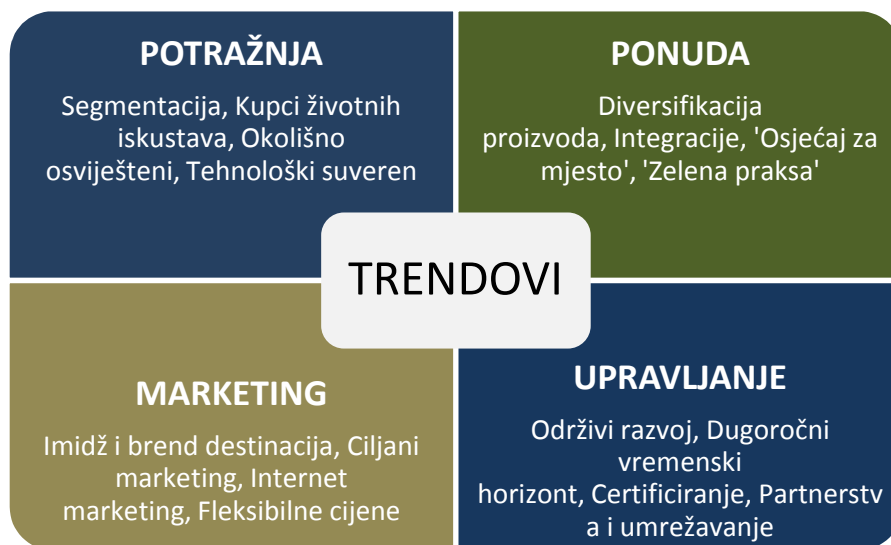 POTRAŽNJA
Segmentacija, Kupci životnih
iskustava, Okolišno
osviješteni, Tehnološki suveren
PONUDA
Diversifikacija
proizvoda, Integracije, 'Osjećaj za
mjesto', 'Zelena praksa'
TRENDOVI
MARKETING
Imidž i brend destinacija, Ciljani
marketing, Internet
marketing, Fleksibilne cijene
UPRAVLJANJE
Održivi razvoj, Dugoročni
vremenski
horizont, Certificiranje, Partnerstv
a i umrežavanje